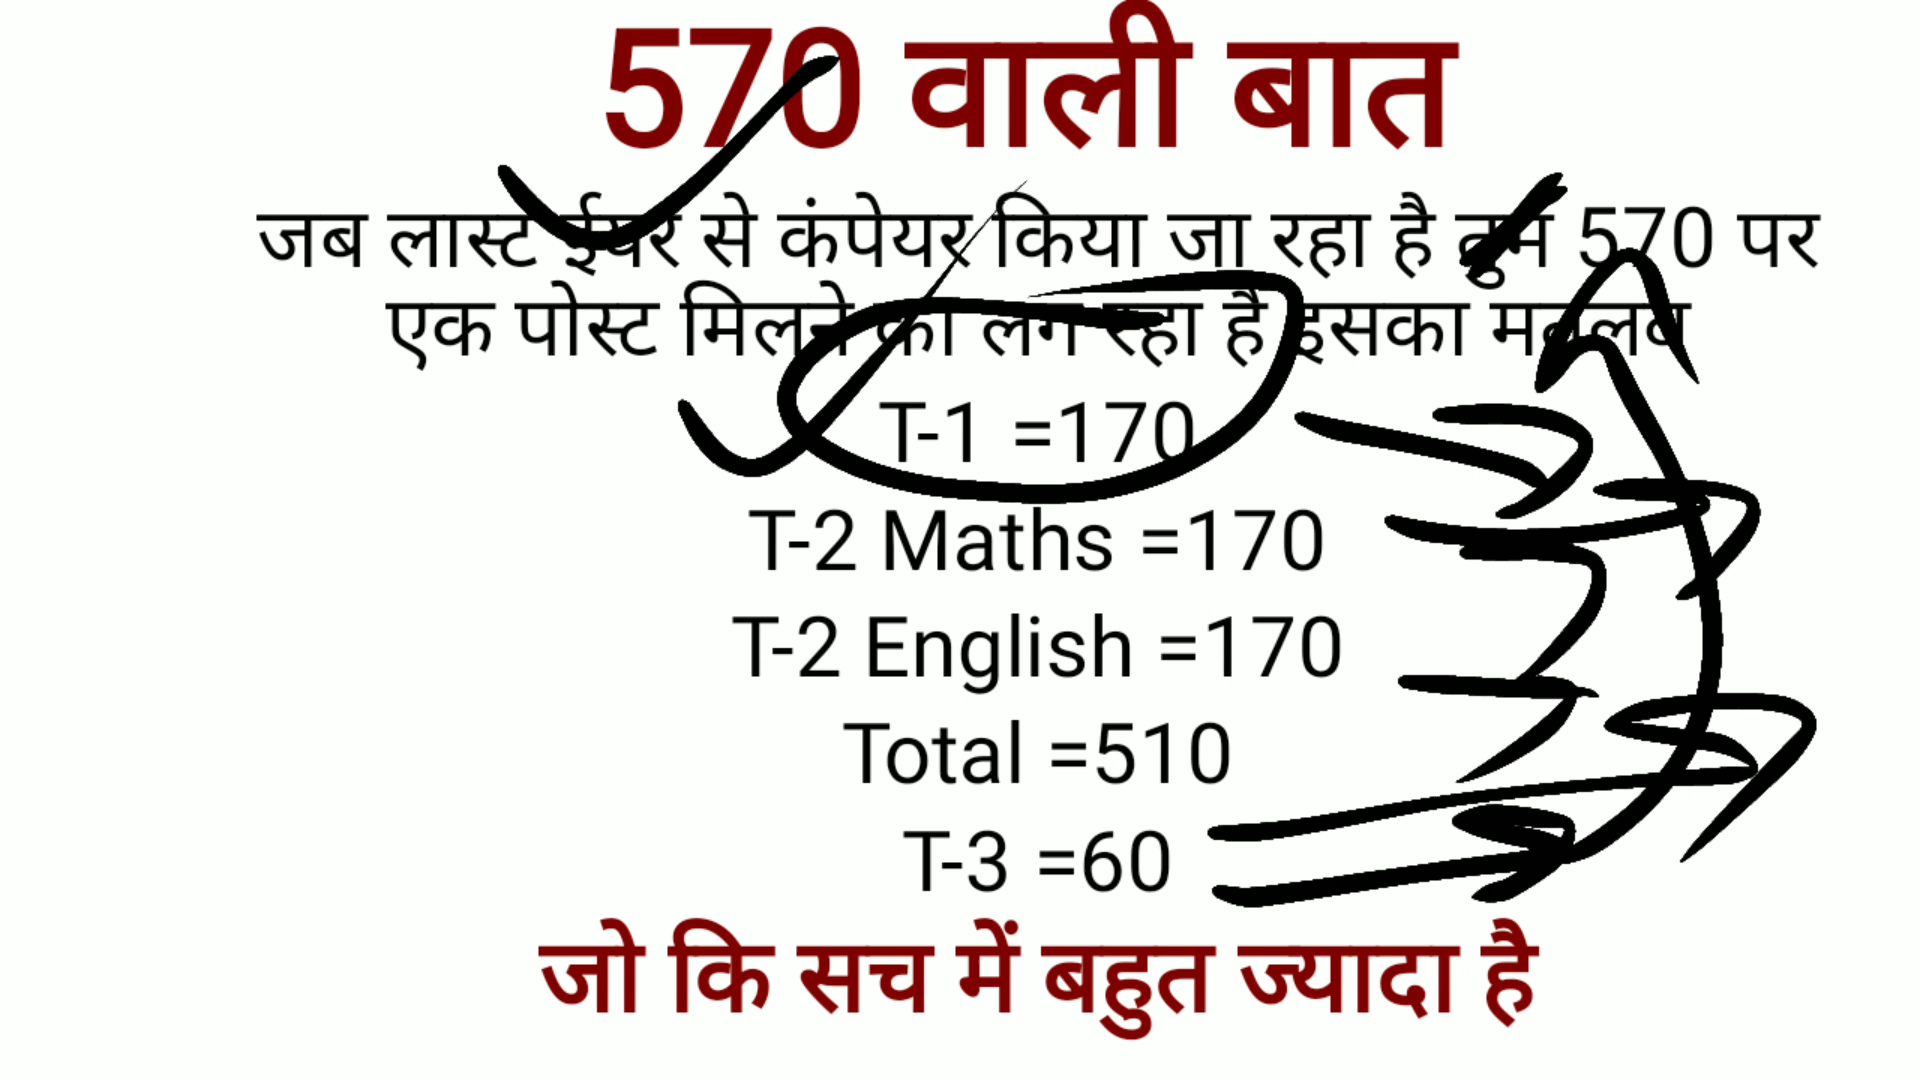 570 वाली बात
जब लास्ट ईयर से कंपेयर किया जा रहा है तुम 570 पर
एक पोस्ट मिलने को लग रहा है इसका मतलब
T-1 =170
T-2 Maths =170
T-2 English =170
Total =510
T-3 =60
जो कि सच में बहुत ज्यादा है